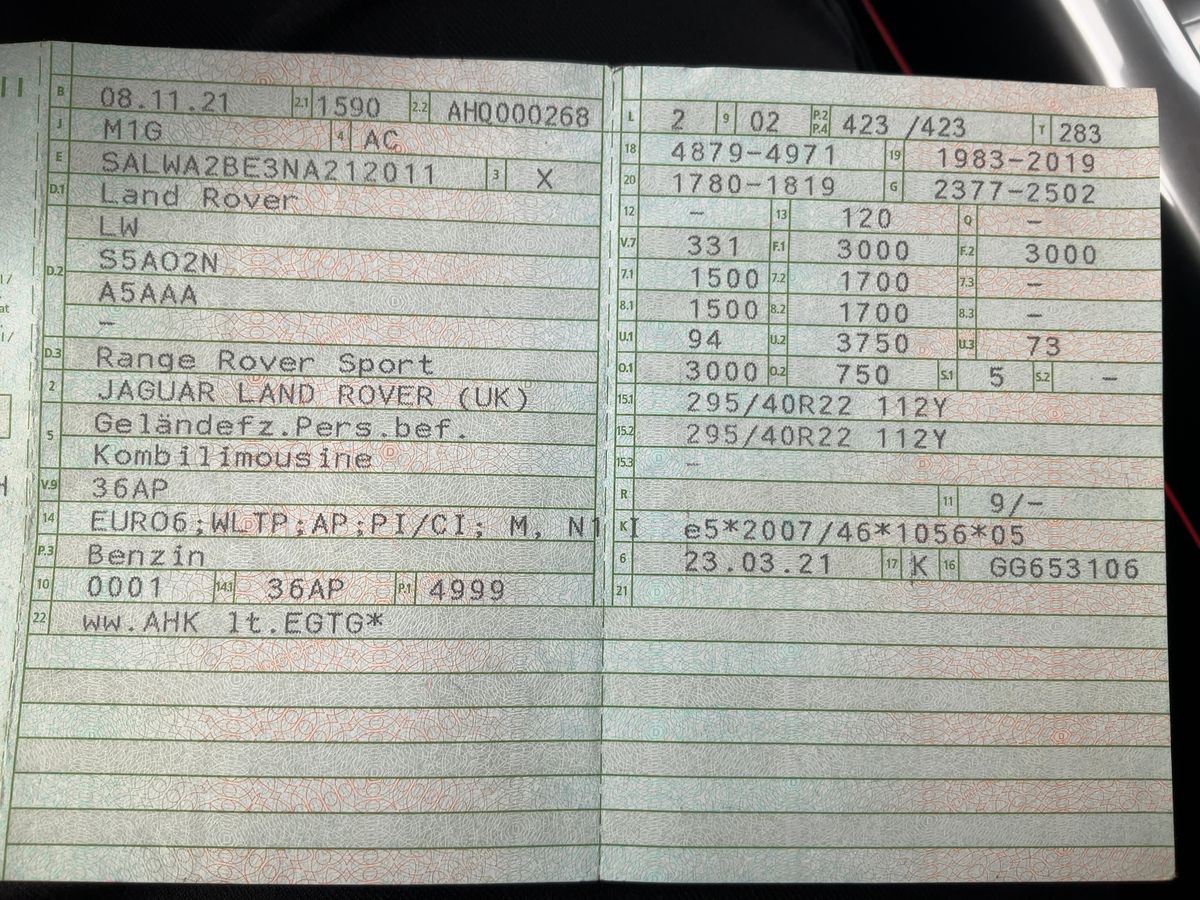 B 08.11.21 2.1 1590 2.2 AHQ000268
J M1G 4 AC
E SALWA2BE3NA212011 3 X
D.1 Land Rover
LW
D.2 S5AO2N
A5AAA
–
D.3 Range Rover Sport
2 JAGUAR LAND ROVER (UK)
5 Geländefz.Pers.bef.
Kombilimousine
V.9 36AP
14 EURO6;WLTP;AP;PI/CI; M, N1 I
P.3 Benzin
10 0001 14.1 36AP P.1 4999
22 ww.AHK lt.EGTG*
L 2 9 02 P.2 P.4 423 /423 T 283
18 4879-4971 19 1983-2019
20 1780-1819 G 2377-2502
12 – 13 120 Q –
V.7 331 F.1 3000 F.2 3000
7.1 1500 7.2 1700 7.3 –
8.1 1500 8.2 1700 8.3 –
U.1 94 U.2 3750 U.3 73
O.1 3000 O.2 750 S.1 5 S.2 –
15.1 295/40R22 112Y
15.2 295/40R22 112Y
15.3 –
R 11 9/–
K e5*2007/46*1056*05
6 23.03.21 17 K 16 GG653106
21